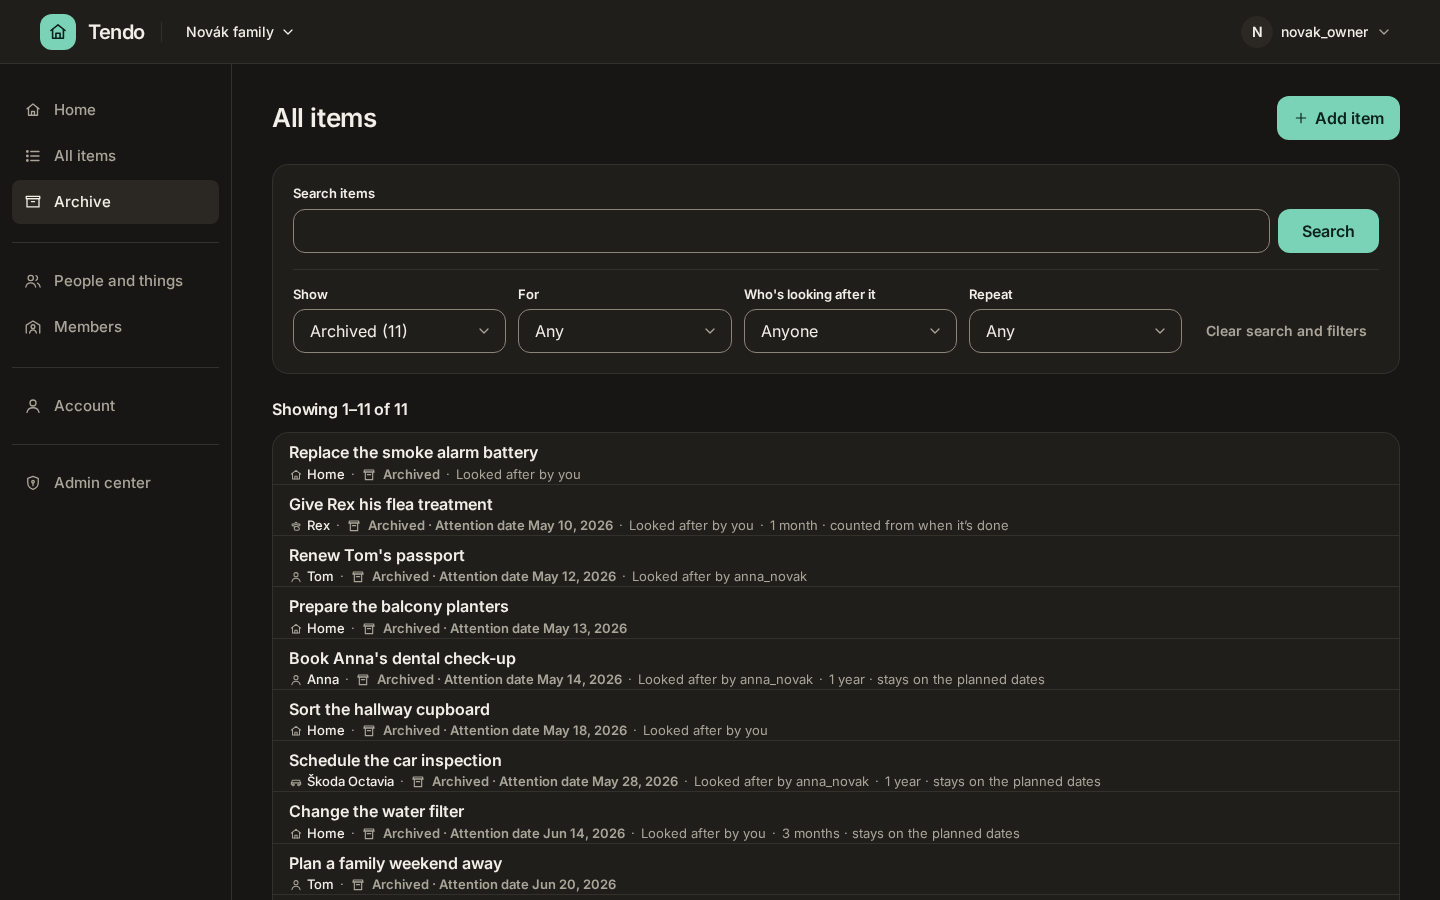 Tendo
Novák family
N novak_owner
Home
All items
Archive
People and things
Members
Account
Admin center
All items
+ Add item
Search items
Search
Show For Who's looking after it Repeat
Archived (11) Any Anyone Any Clear search and filters
Showing 1–11 of 11
Replace the smoke alarm battery
Home · Archived · Looked after by you
Give Rex his flea treatment
Rex · Archived · Attention date May 10, 2026 · Looked after by you · 1 month · counted from when it’s done
Renew Tom's passport
Tom · Archived · Attention date May 12, 2026 · Looked after by anna_novak
Prepare the balcony planters
Home · Archived · Attention date May 13, 2026
Book Anna's dental check-up
Anna · Archived · Attention date May 14, 2026 · Looked after by anna_novak · 1 year · stays on the planned dates
Sort the hallway cupboard
Home · Archived · Attention date May 18, 2026 · Looked after by you
Schedule the car inspection
Škoda Octavia · Archived · Attention date May 28, 2026 · Looked after by anna_novak · 1 year · stays on the planned dates
Change the water filter
Home · Archived · Attention date Jun 14, 2026 · Looked after by you · 3 months · stays on the planned dates
Plan a family weekend away
Tom · Archived · Attention date Jun 20, 2026